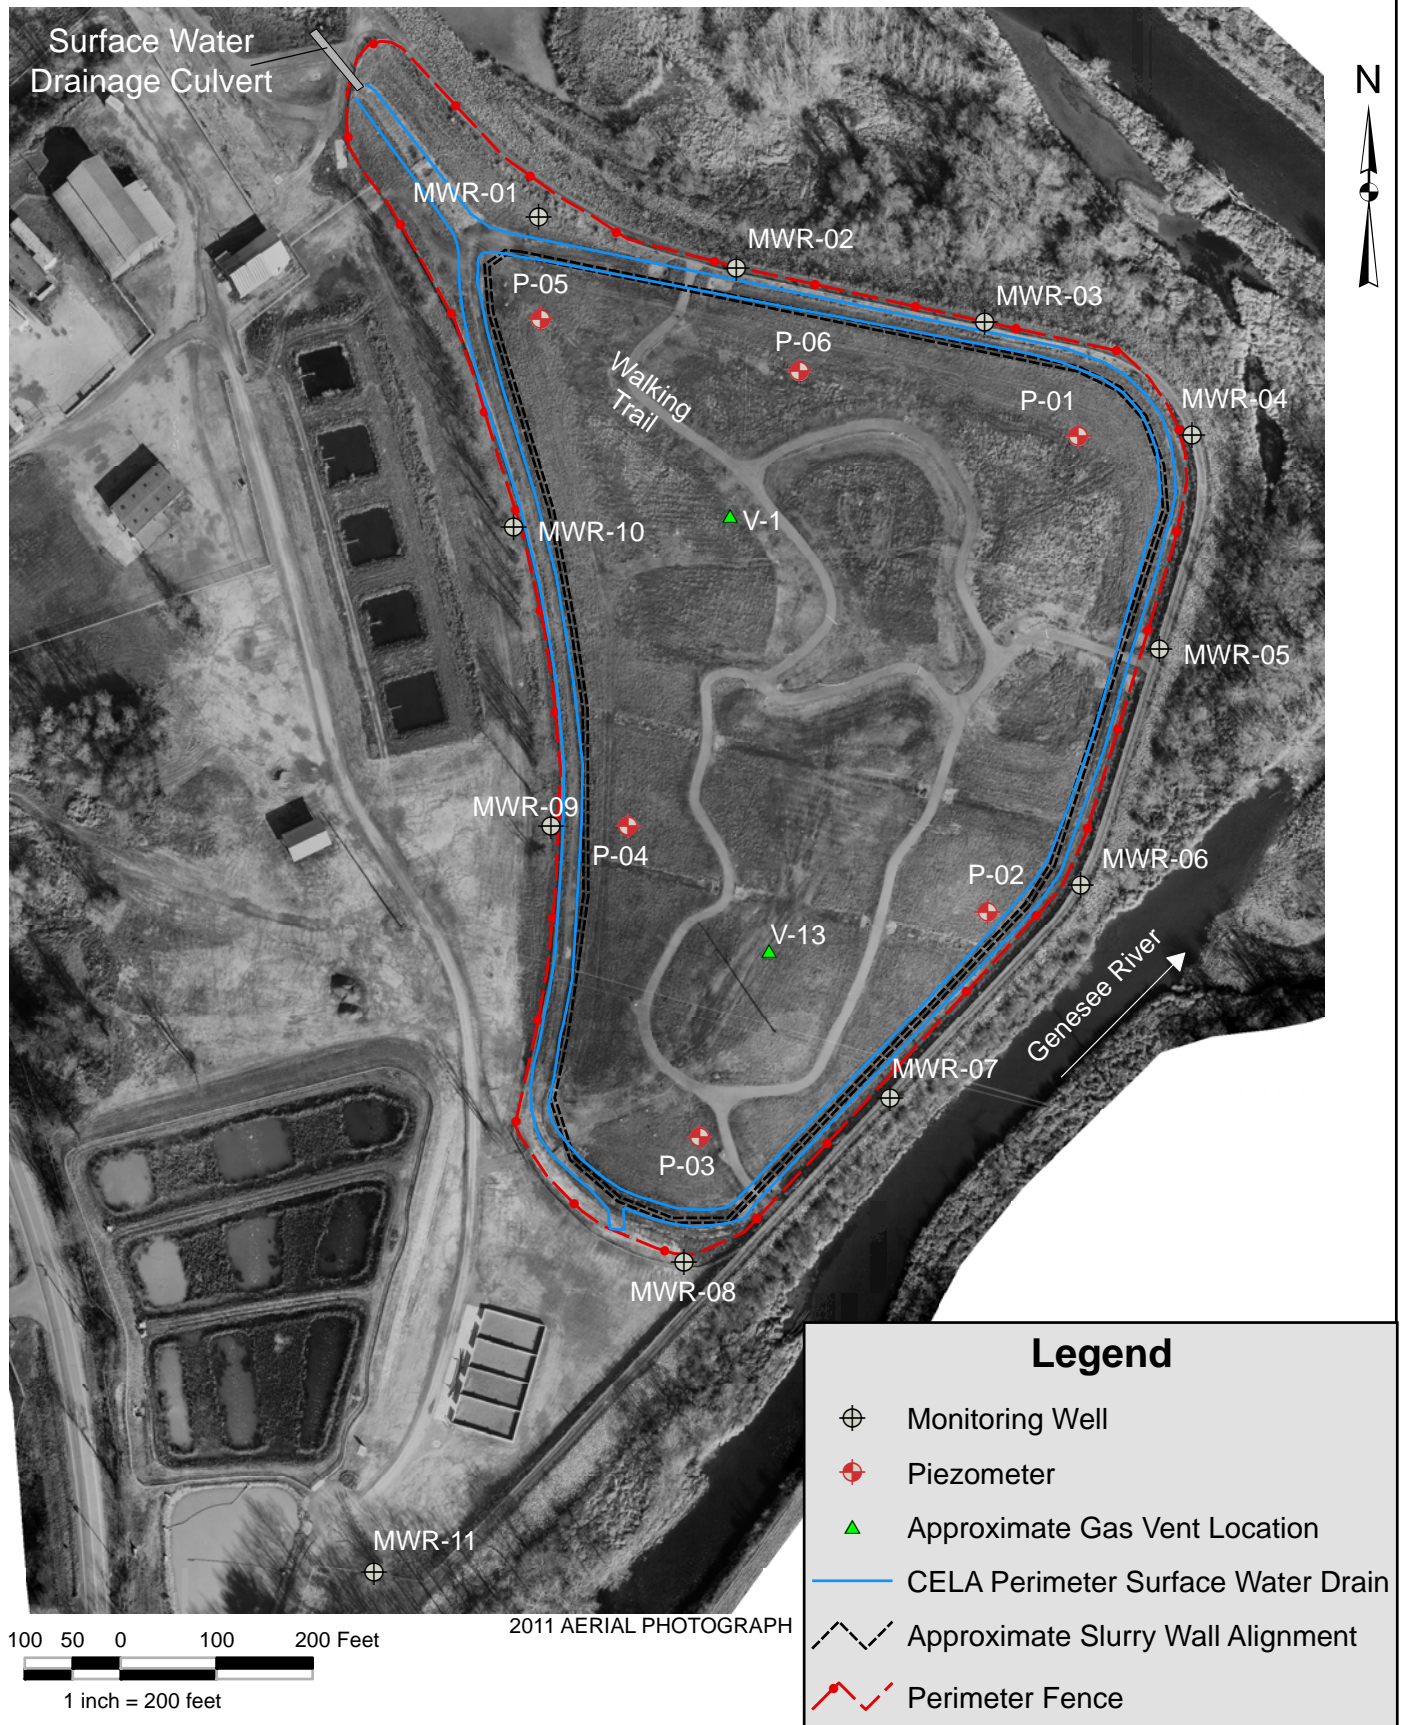 Surface Water
Drainage Culvert
N
MWR-01
MWR-02
P-05
MWR-03
P-06
Walking
Trail
P-01
MWR-04
V-1
MWR-10
MWR-05
MWR-09
P-04
P-02
MWR-06
V-13
Genesee River
MWR-07
P-03
MWR-08
MWR-11
Legend
Monitoring Well
Piezometer
Approximate Gas Vent Location
CELA Perimeter Surface Water Drain
Approximate Slurry Wall Alignment
Perimeter Fence
2011 AERIAL PHOTOGRAPH
100 50 0 100 200 Feet
1 inch = 200 feet